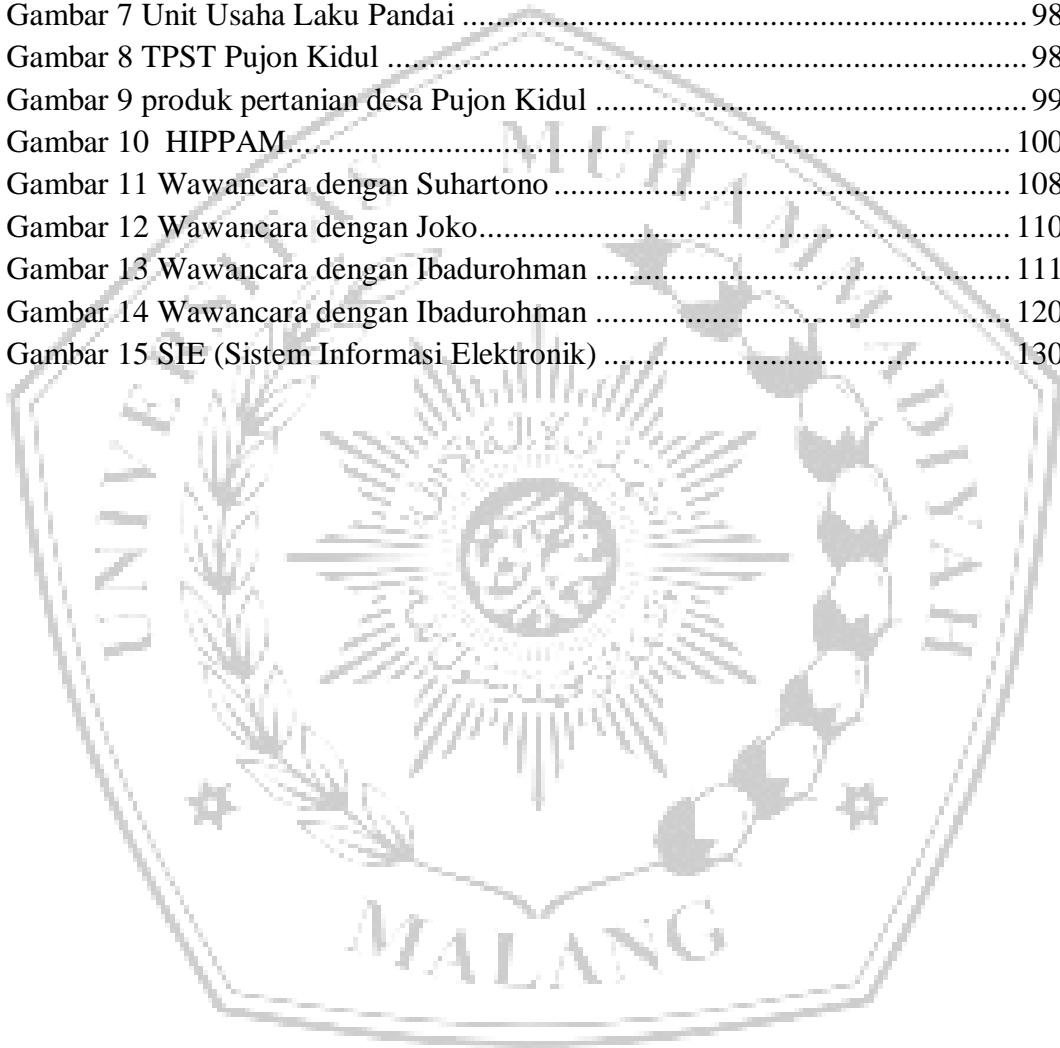 Gambar 7 Unit Usaha Laku Pandai ........................................................................ 98
Gambar 8 TPST Pujon Kidul ................................................................................. 98
Gambar 9 produk pertanian desa Pujon Kidul ....................................................... 99
Gambar 10  HIPPAM............................................................................................ 100
Gambar 11 Wawancara dengan Suhartono .......................................................... 108
Gambar 12 Wawancara dengan Joko.................................................................... 110
Gambar 13 Wawancara dengan Ibadurohman ..................................................... 111
Gambar 14 Wawancara dengan Ibadurohman ..................................................... 120
Gambar 15 SIE (Sistem Informasi Elektronik) .................................................... 130
UNIVERSITAS MUHAMMADIYAH
MALANG